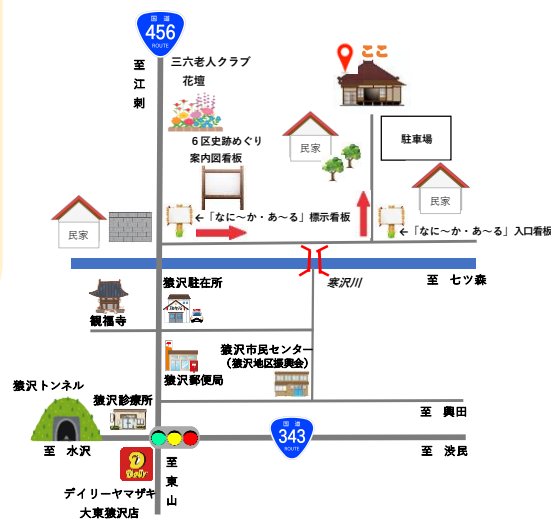 国道
456
ROUTE
至
江
刺
三六老人クラブ
花壇
６区史跡めぐり
案内図看板
ここ
駐車場
民家
民家
民家
←「なに～か・あ～る」標示看板
←「なに～か・あ～る」入口看板
寒沢川
至 七ツ森
猿沢駐在所
観福寺
猿沢市民センター
（猿沢地区振興会）
猿沢郵便局
猿沢トンネル
猿沢診療所
至 興田
国道
343
ROUTE
至 水沢
至 渋民
至
東
山
Daily
デイリーヤマザキ
大東猿沢店